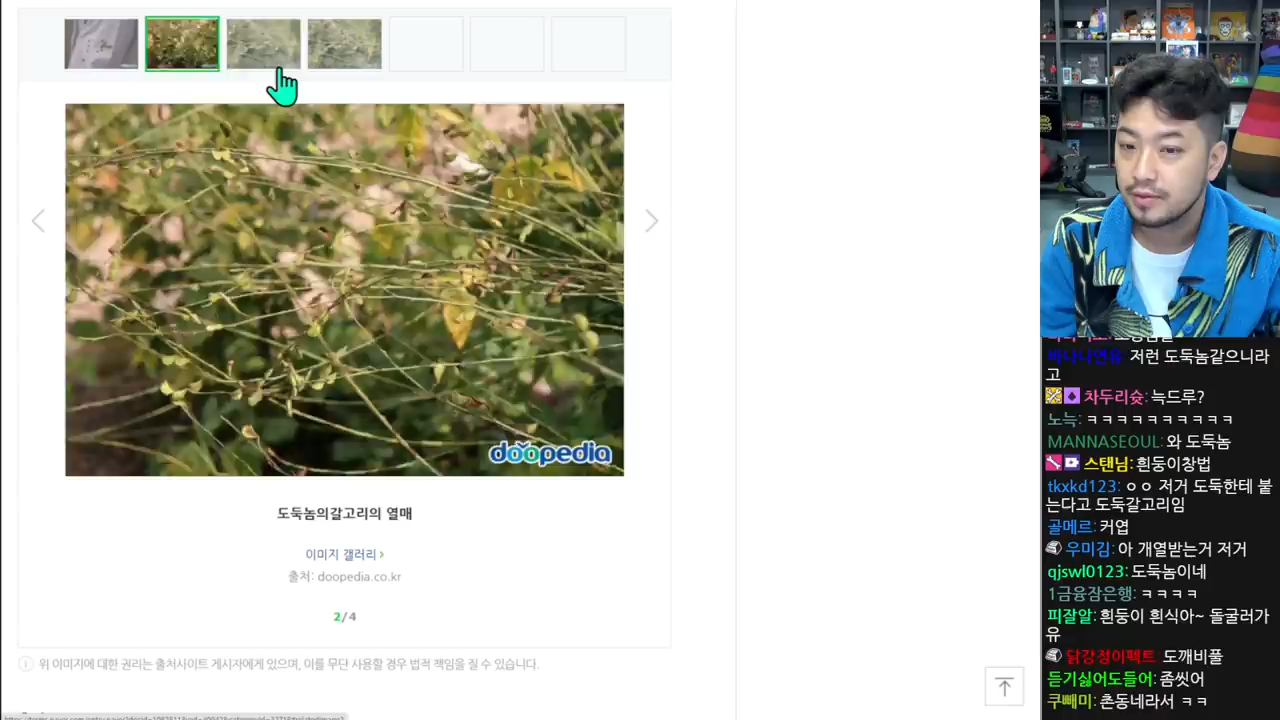 doopedia
도둑놈의갈고리의 열매
이미지 갤러리 >
출처: doopedia.co.kr
2/4
위 이미지에 대한 권리는 출처사이트 게시자에게 있으며, 이를 무단 사용할 경우 법적 책임을 질 수 있습니다.
바나나연유: 저런 도둑놈같으니라
고
차두리슛: 늑드루?
노늑: ㅋㅋㅋㅋㅋㅋㅋㅋㅋㅋ
MANNASEOUL: 와 도둑놈
스탠님: 흰둥이창법
tkxkd123: ㅇㅇ 저거 도둑한테 붙
는다고 도둑갈고리임
골메르: 커엽
우미김: 아 개열받는거 저거
qjswl0123: 도둑놈이네
1금융잠은행: ㅋㅋㅋㅋ
피잘알: 흰둥이 흰식아~ 돌굴러가
유
닭강정이펙트: 도깨비풀
듣기싫어도들어: 좀씻어
쿠빼미: 촌동네라서 ㅋㅋ